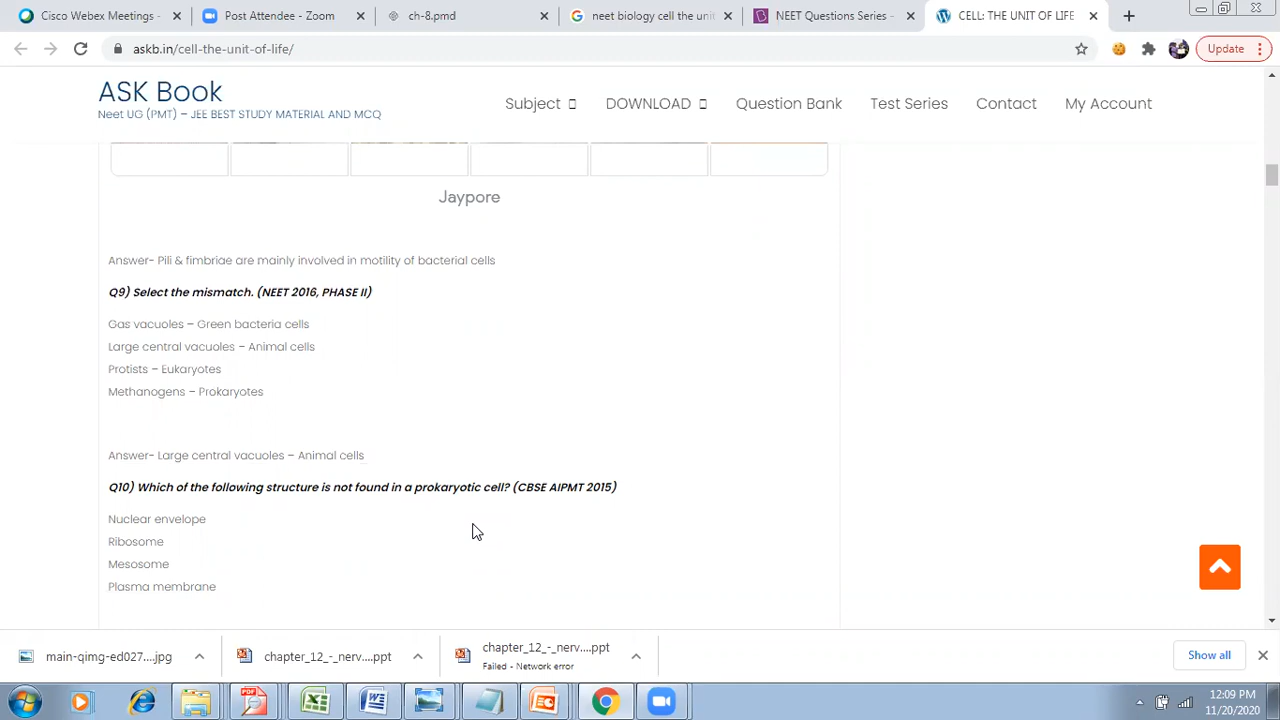 Cisco Webex Meetings -
Post Attendee - Zoom
ch-8.pmd
neet biology cell the unit
NEET Questions Series -
CELL: THE UNIT OF LIFE
askb.in/cell-the-unit-of-life/
Update
ASK Book
Neet UG (PMT) – JEE BEST STUDY MATERIAL AND MCQ
Subject
DOWNLOAD
Question Bank
Test Series
Contact
My Account
Jaypore
Answer- Pili & fimbriae are mainly involved in motility of bacterial cells
Q9) Select the mismatch. (NEET 2016, PHASE II)
Gas vacuoles – Green bacteria cells
Large central vacuoles – Animal cells
Protists – Eukaryotes
Methanogens – Prokaryotes
Answer- Large central vacuoles – Animal cells
Q10) Which of the following structure is not found in a prokaryotic cell? (CBSE AIPMT 2015)
Nuclear envelope
Ribosome
Mesosome
Plasma membrane
main-qimg-ed027....jpg
chapter_12_-_nerv....ppt
chapter_12_-_nerv....ppt
Failed - Network error
Show all
12:09 PM
11/20/2020